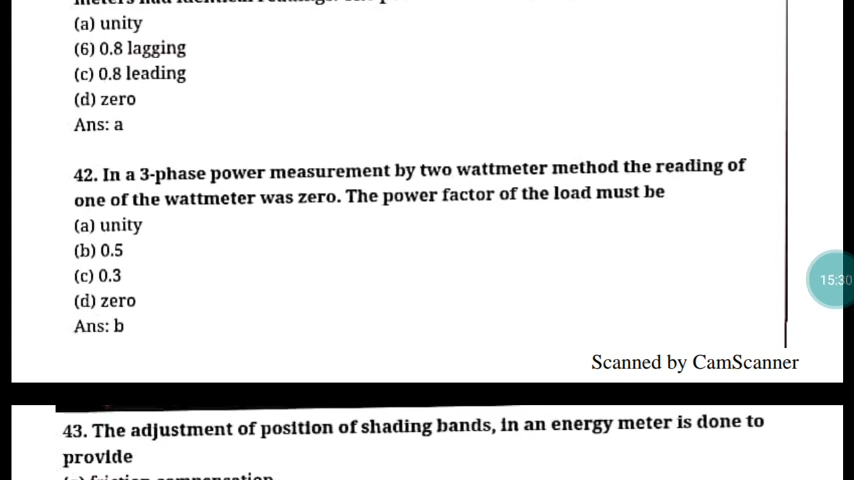 (a) unity
(6) 0.8 lagging
(c) 0.8 leading
(d) zero
Ans: a
42. In a 3-phase power measurement by two wattmeter method the reading of
one of the wattmeter was zero. The power factor of the load must be
(a) unity
(b) 0.5
(c) 0.3
(d) zero
Ans: b
15:30
Scanned by CamScanner
43. The adjustment of position of shading bands, in an energy meter is done to
provide